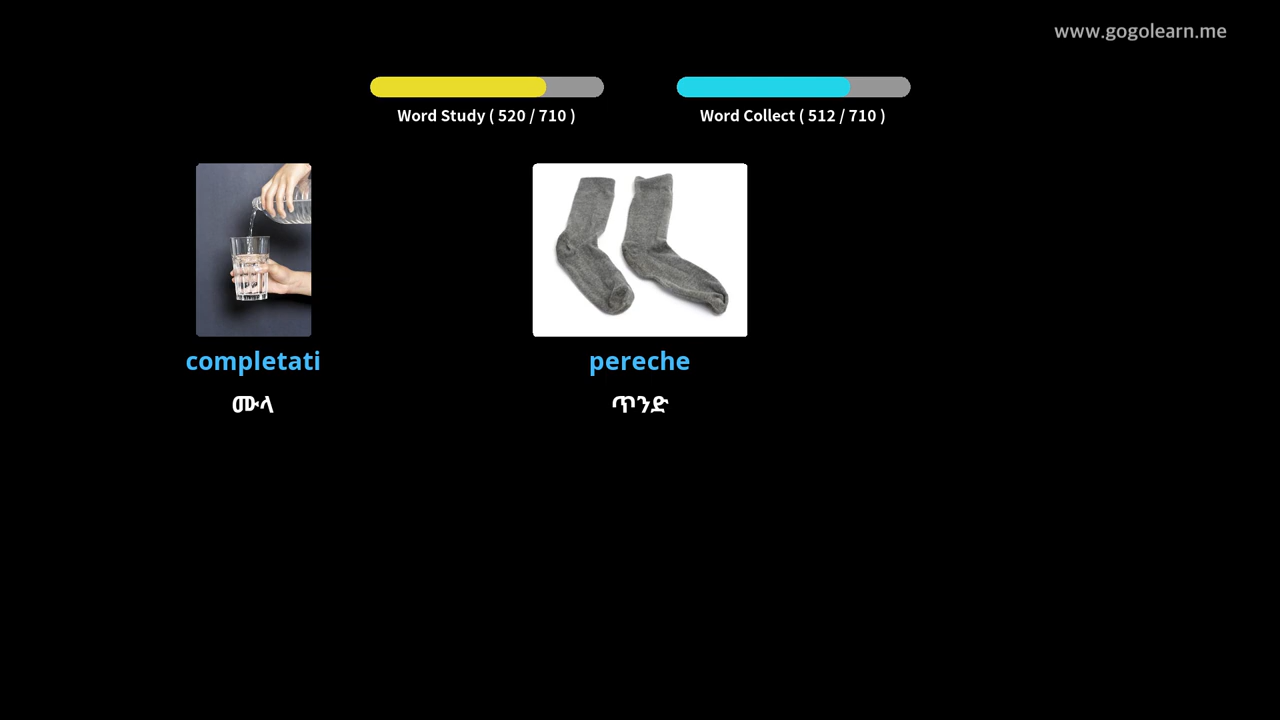 www.gogolearn.me
Word Study ( 520 / 710 )
Word Collect ( 512 / 710 )
completati
pereche
ሙላ
ጥንድ